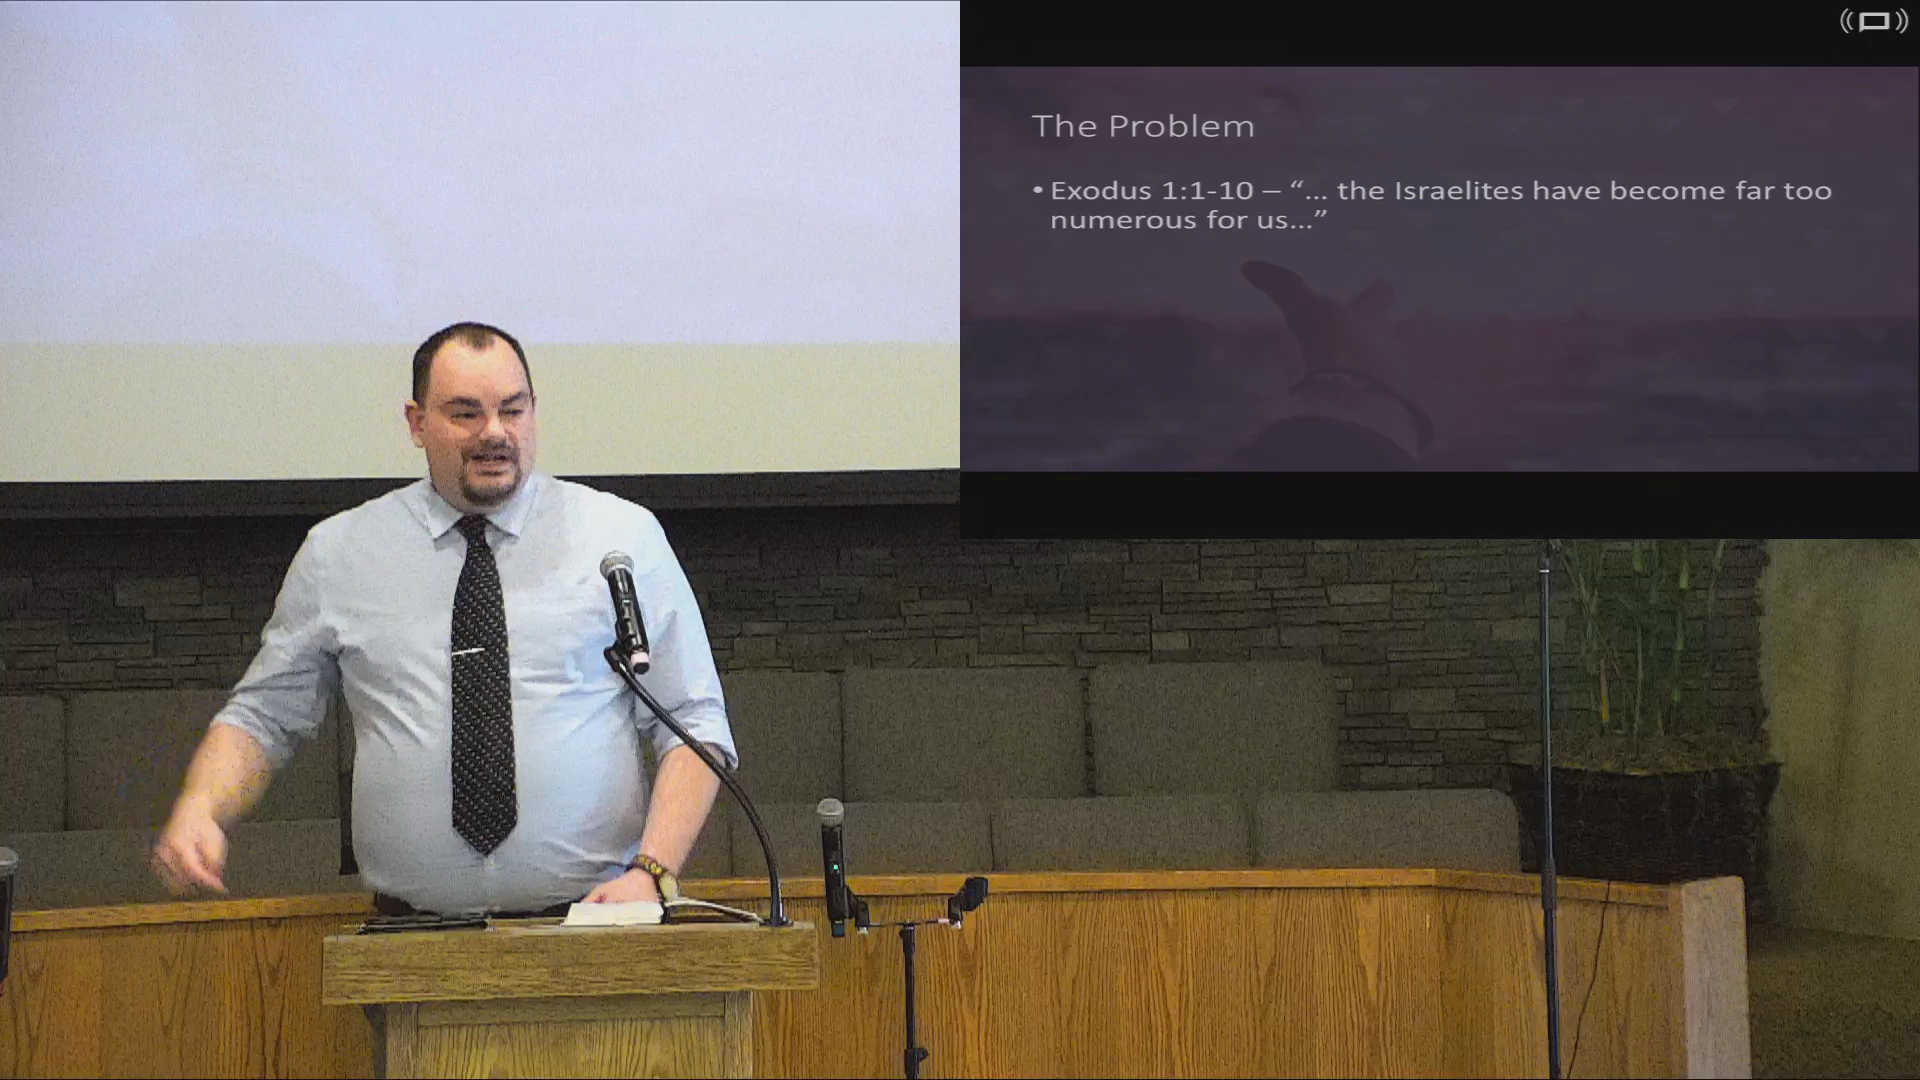 The Problem
• Exodus 1:1-10 – “... the Israelites have become far too
numerous for us...”